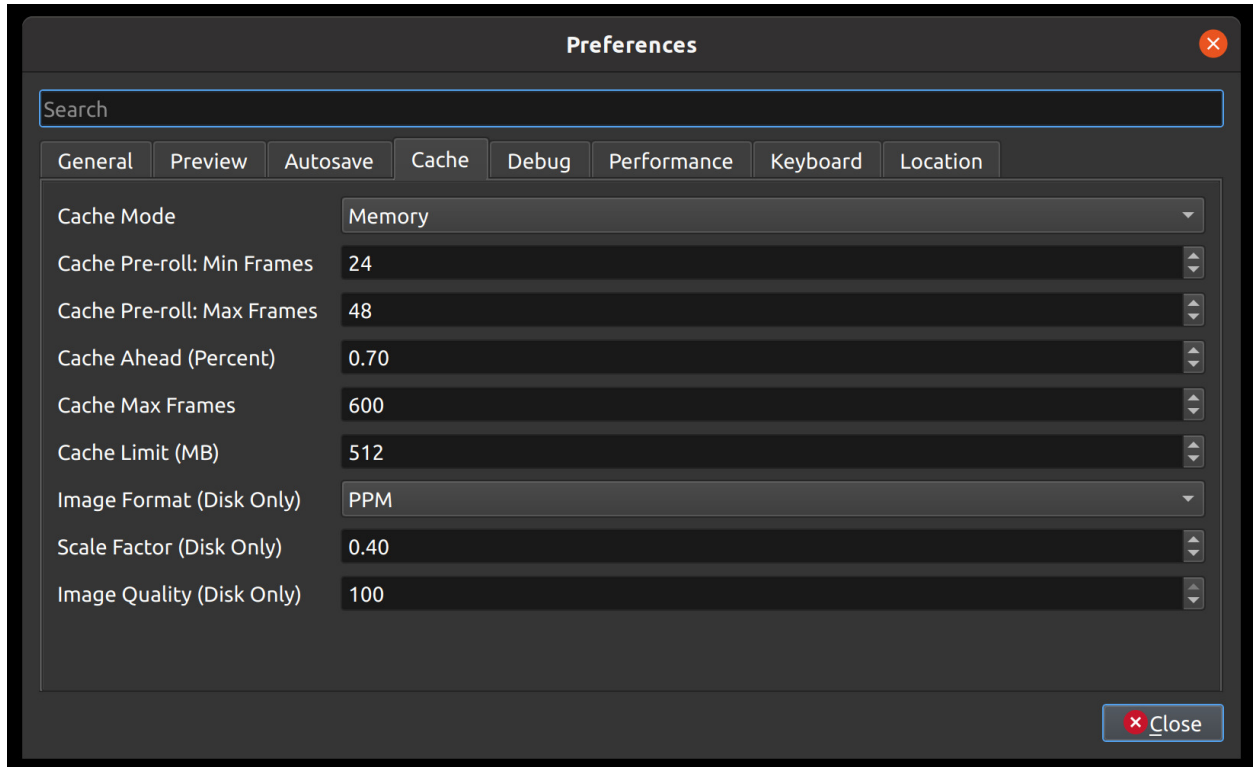 Preferences
Search
General Preview Autosave Cache Debug Performance Keyboard Location
Cache Mode Memory
Cache Pre-roll: Min Frames 24
Cache Pre-roll: Max Frames 48
Cache Ahead (Percent) 0.70
Cache Max Frames 600
Cache Limit (MB) 512
Image Format (Disk Only) PPM
Scale Factor (Disk Only) 0.40
Image Quality (Disk Only) 100
Close